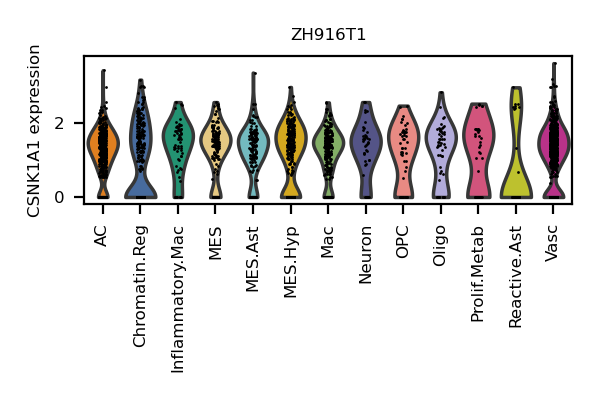 ZH916T1
CSNK1A1 expression
2
0
AC
Chromatin.Reg
Inflammatory.Mac
MES
MES.Ast
MES.Hyp
Mac
Neuron
OPC
Oligo
Prolif.Metab
Reactive.Ast
Vasc